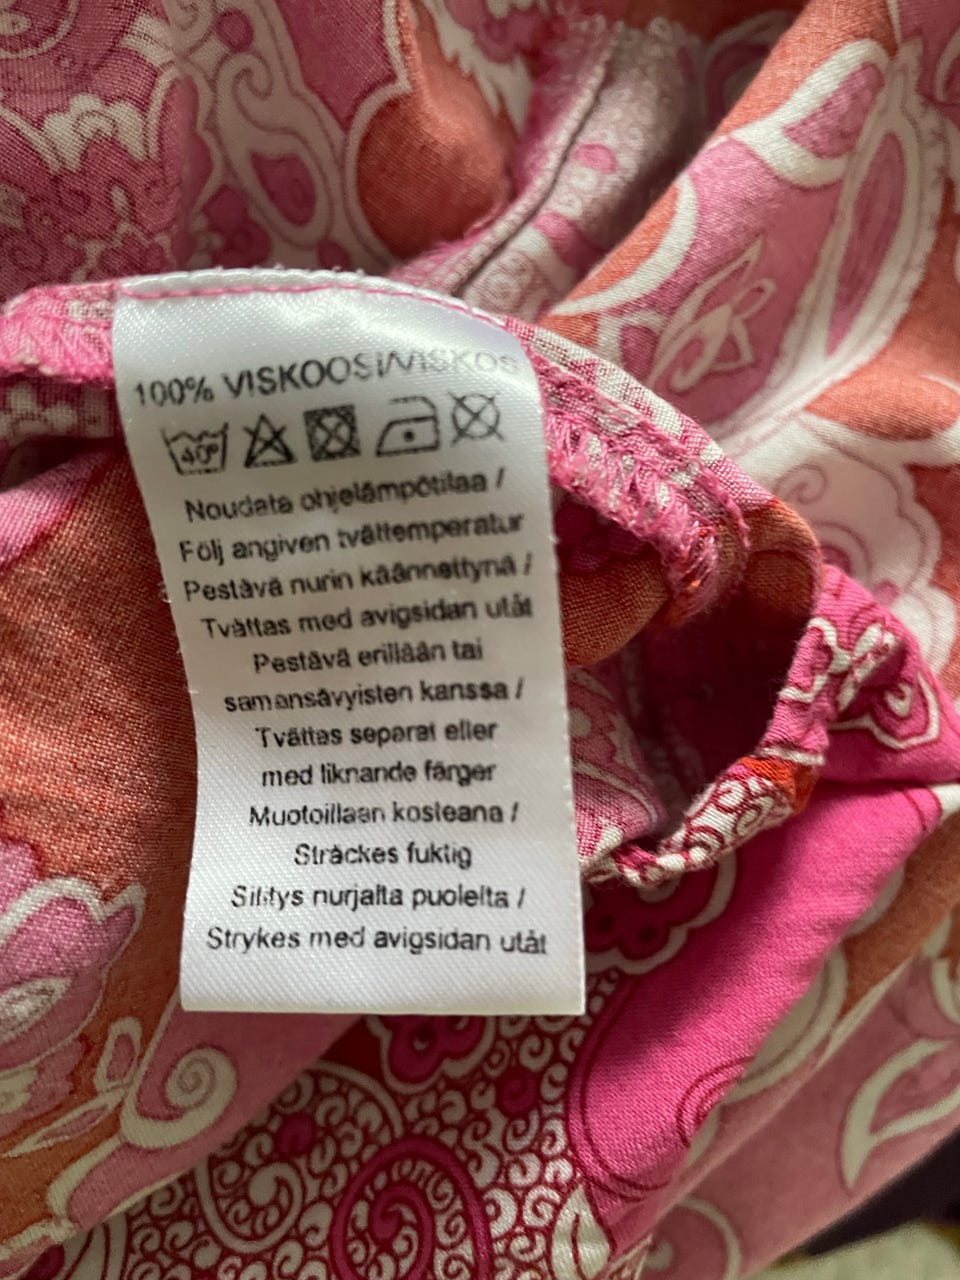 100% VISKOOSI/VISKOS
40°
Noudata ohjelämpötilaa /
Följ angiven tvättemperatur
Pestävä nurin käännettynä /
Tvättas med avigsidan utåt
Pestävä erillään tai
samansävyisten kanssa /
Tvättas separat eller
med liknande färger
Muotoillaan kosteana /
Sträckes fuktig
Silitys nurjalta puolelta /
Strykes med avigsidan utåt